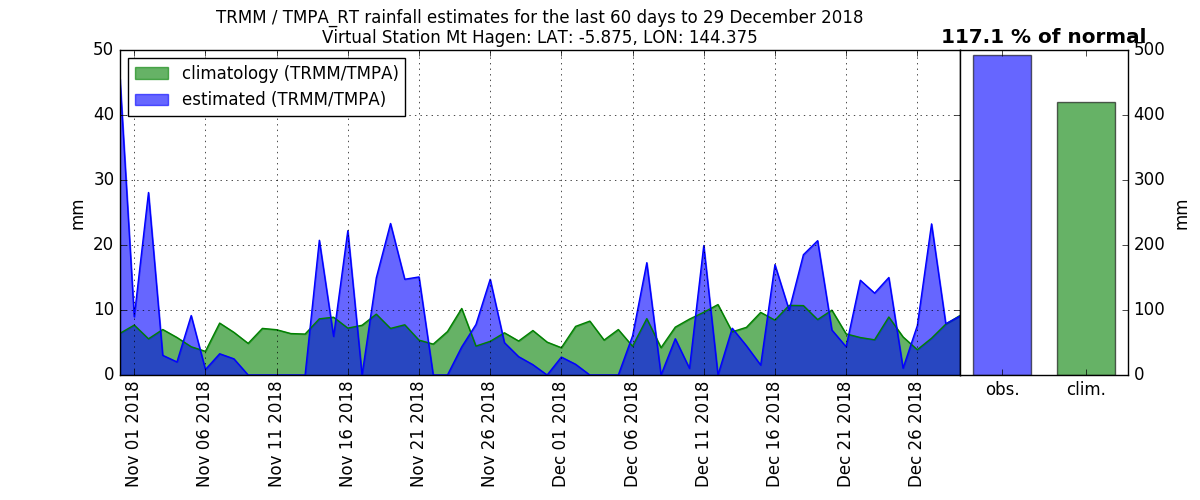 TRMM / TMPA_RT rainfall estimates for the last 60 days to 29 December 2018
Virtual Station Mt Hagen: LAT: -5.875, LON: 144.375
117.1 % of normal
climatology (TRMM/TMPA)
estimated (TRMM/TMPA)
50
40
30
20
10
0
mm
Nov 01 2018
Nov 06 2018
Nov 11 2018
Nov 16 2018
Nov 21 2018
Nov 26 2018
Dec 01 2018
Dec 06 2018
Dec 11 2018
Dec 16 2018
Dec 21 2018
Dec 26 2018
obs.
clim.
500
400
300
200
100
0
mm